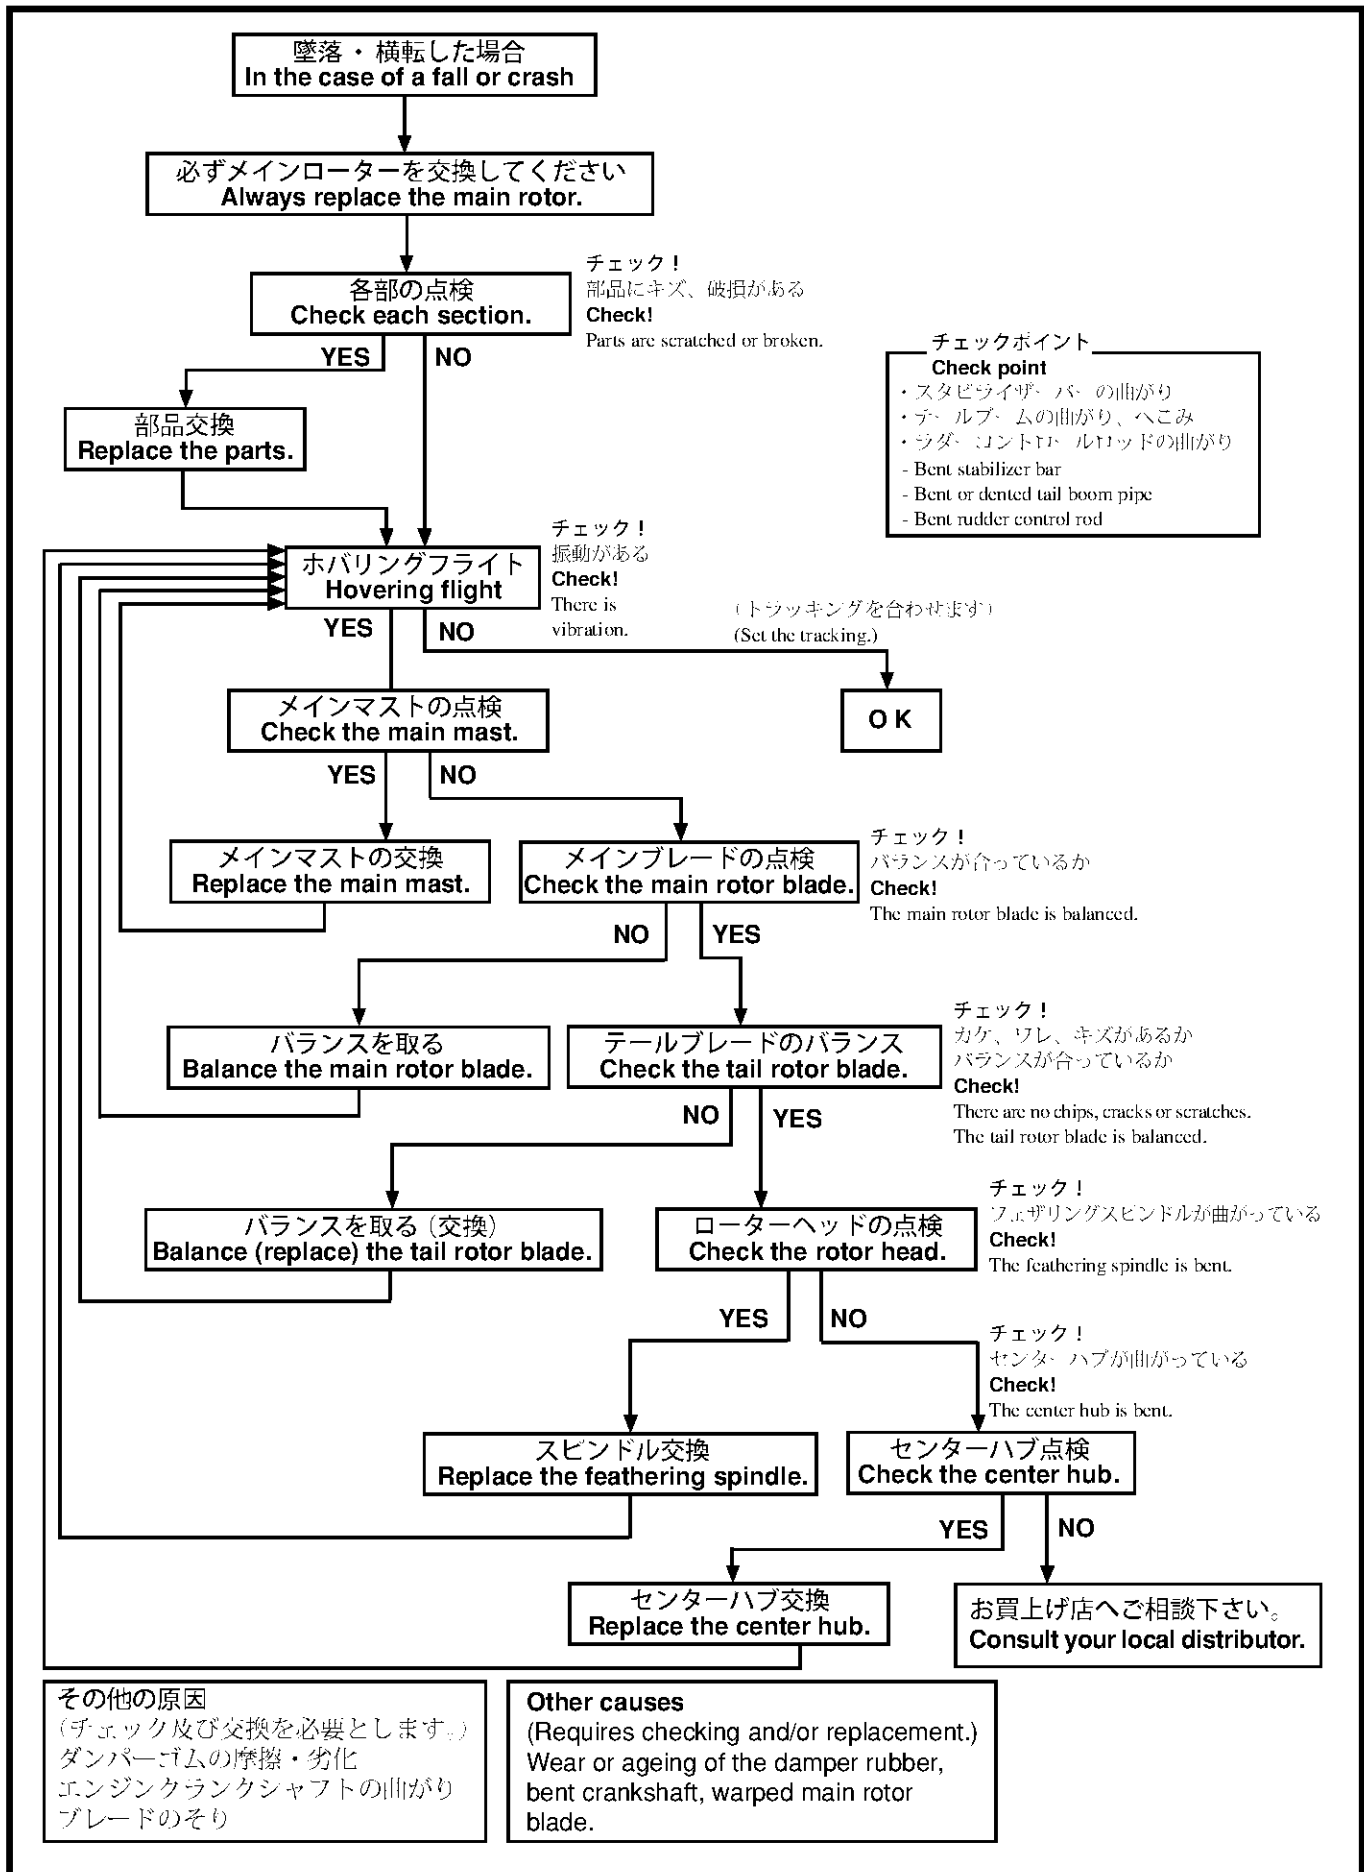 墜落・横転した場合
In the case of a fall or crash
必ずメインローターを交換してください
Always replace the main rotor.
各部の点検
Check each section.
チェック！
部品にキズ、破損がある
Check!
Parts are scratched or broken.
YES
NO
チェックポイント
Check point
・スタビライザーバーの曲がり
・テールブームの曲がり、へこみ
・ラダーコントロールロッドの曲がり
- Bent stabilizer bar
- Bent or dented tail boom pipe
- Bent rudder control rod
部品交換
Replace the parts.
ホバリングフライト
Hovering flight
チェック！
振動がある
Check!
There is
vibration.
YES
NO
（トラッキングを合わせます）
(Set the tracking.)
メインマストの点検
Check the main mast.
O K
YES
NO
メインマストの交換
Replace the main mast.
メインブレードの点検
Check the main rotor blade.
チェック！
バランスが合っているか
Check!
The main rotor blade is balanced.
NO
YES
バランスを取る
Balance the main rotor blade.
テールブレードのバランス
Check the tail rotor blade.
チェック！
カケ、ワレ、キズがあるか
バランスが合っているか
Check!
There are no chips, cracks or scratches.
The tail rotor blade is balanced.
NO
YES
バランスを取る（交換）
Balance (replace) the tail rotor blade.
ローターヘッドの点検
Check the rotor head.
チェック！
フェザリングスピンドルが曲がっている
Check!
The feathering spindle is bent.
YES
NO
チェック！
センターハブが曲がっている
Check!
The center hub is bent.
スピンドル交換
Replace the feathering spindle.
センターハブ点検
Check the center hub.
YES
NO
センターハブ交換
Replace the center hub.
お買上げ店へご相談下さい。
Consult your local distributor.
その他の原因
（チェック及び交換を必要とします。）
ダンパーゴムの摩擦・劣化
エンジンクランクシャフトの曲がり
ブレードのそり
Other causes
(Requires checking and/or replacement.)
Wear or ageing of the damper rubber,
bent crankshaft, warped main rotor
blade.